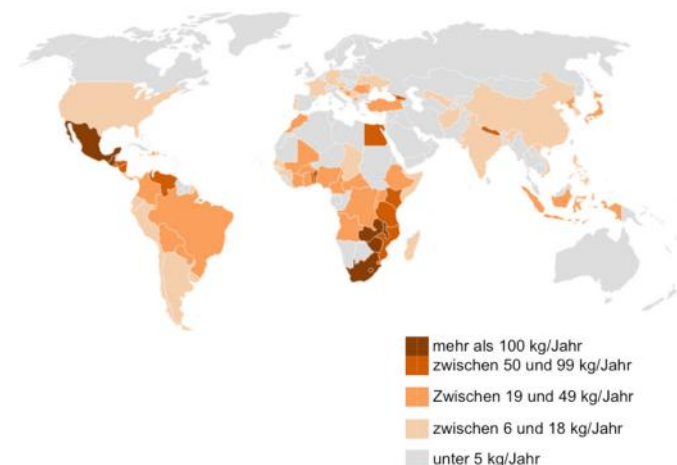 mehr als 100 kg/Jahr
zwischen 50 und 99 kg/Jahr
Zwischen 19 und 49 kg/Jahr
zwischen 6 und 18 kg/Jahr
unter 5 kg/Jahr